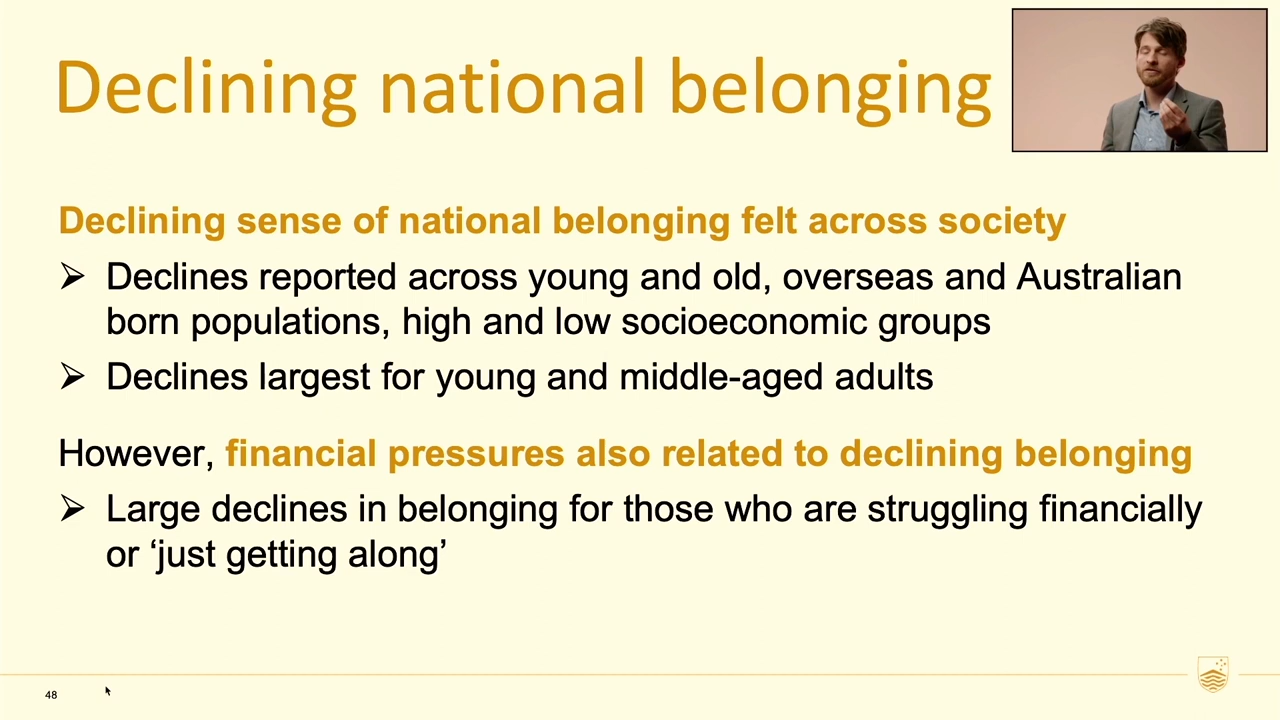 Declining national belonging
Declining sense of national belonging felt across society
➢ Declines reported across young and old, overseas and Australian
born populations, high and low socioeconomic groups
➢ Declines largest for young and middle-aged adults
However, financial pressures also related to declining belonging
➢ Large declines in belonging for those who are struggling financially
or ‘just getting along’
48